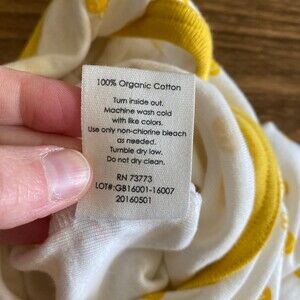 100% Organic Cotton
Turn inside out.
Machine wash cold
with like colors.
Use only non-chlorine bleach
as needed.
Tumble dry low.
Do not dry clean.
RN 73773
LOT#:GB16001-16007
20160501